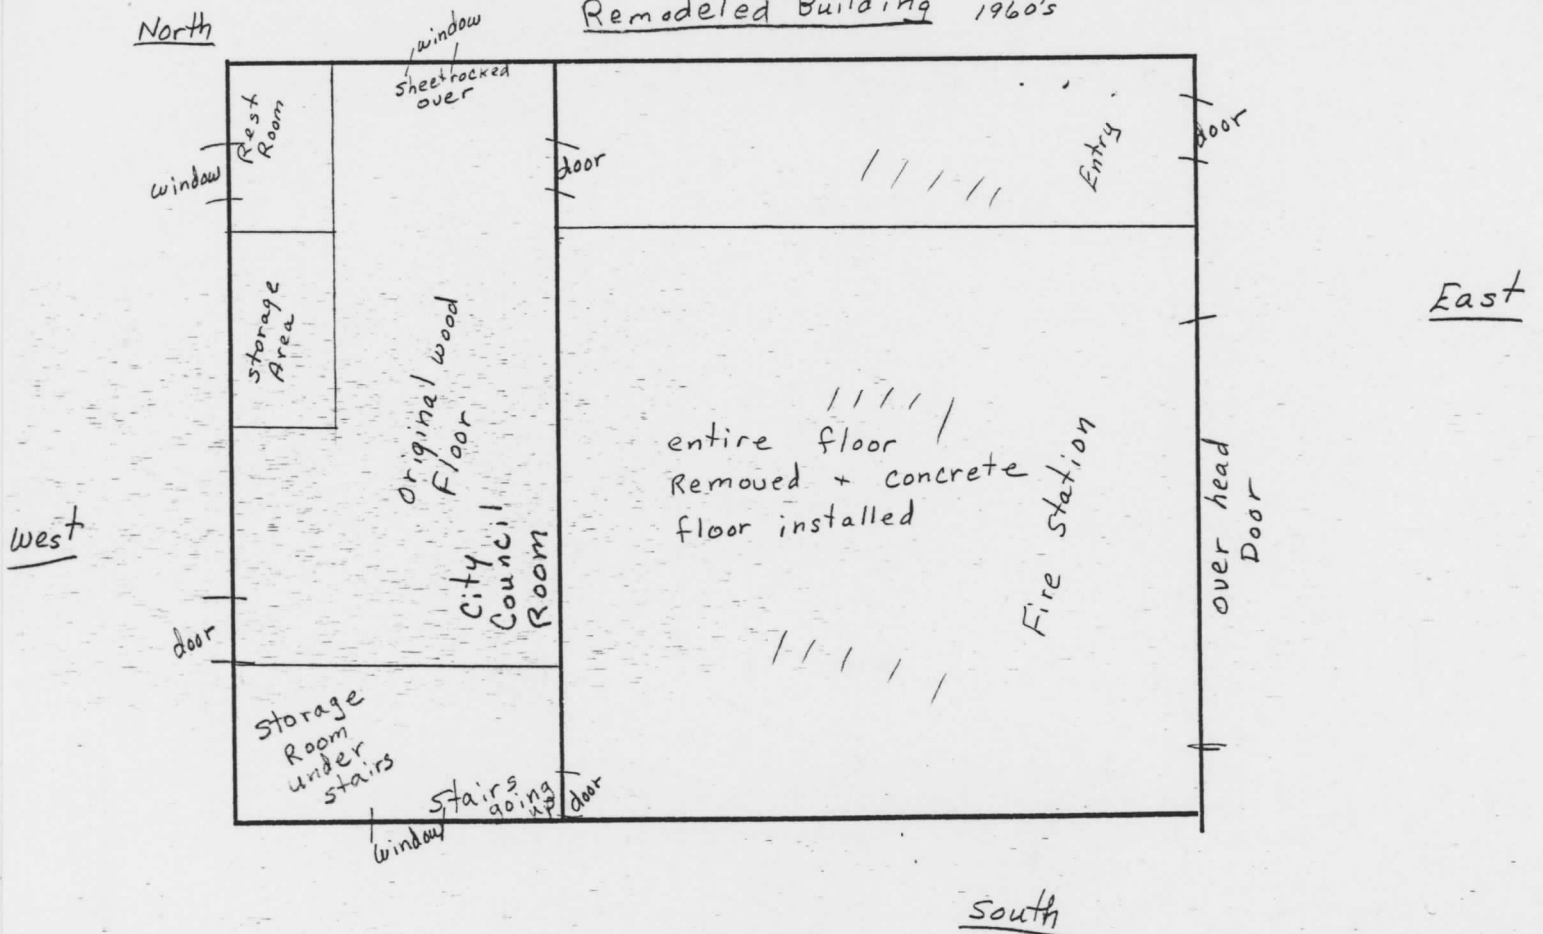 Remodeled Building 1960's
North
window
sheetrocked
over
Rest
Room
window
door
Entry
door
Storage
Area
Original wood
Floor
City
Council
Room
entire floor
Removed + concrete
floor installed
Fire Station
over head
Door
East
West
door
Storage
Room
under
stairs
Stairs
going
up
door
window
South